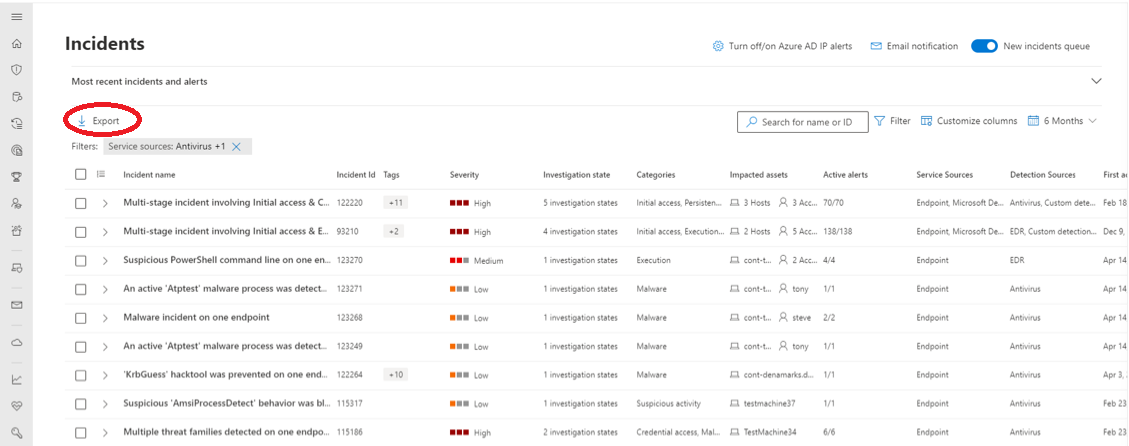 Incidents
Turn off/on Azure AD IP alerts Email notification New incidents queue
Most recent incidents and alerts
Export Search for name or ID Filter Customize columns 6 Months
Filters: Service sources: Antivirus +1
Incident name Incident Id Tags Severity Investigation state Categories Impacted assets Active alerts Service Sources Detection Sources First ac
Multi-stage incident involving Initial access & C... 122220 +11 High 5 investigation states Initial access, Persisten... 3 Hosts 3 Acc... 70/70 Endpoint, Microsoft De... Antivirus, Custom dete... Feb 18
Multi-stage incident involving Initial access & E... 93210 +2 High 4 investigation states Initial access, Execution... 2 Hosts 5 Acc... 138/138 Endpoint, Microsoft De... EDR, Custom detection... Dec 9,
Suspicious PowerShell command line on one en... 123270 Medium 1 investigation states Execution cont-t... 2 Acc... 4/4 Endpoint EDR Apr 14
An active 'Atptest' malware process was detect... 123271 Low 1 investigation states Malware cont-t... tony 1/1 Endpoint Antivirus Apr 14,
Malware incident on one endpoint 123268 Low 1 investigation states Malware cont-t... steve 2/2 Endpoint Antivirus Apr 14,
An active 'Atptest' malware process was detect... 123249 Low 1 investigation states Malware cont-t... tony 1/1 Endpoint Antivirus Apr 14,
'KrbGuess' hacktool was prevented on one end... 122264 +10 Low 1 investigation states Malware cont-denamarks.d... 1/1 Endpoint Antivirus Apr 3, 
Suspicious 'AmsiProcessDetect' behavior was bl... 115317 Low 1 investigation states Suspicious activity testmachine37 1/1 Endpoint Antivirus Feb 23
Multiple threat families detected on one endpo... 115186 High 2 investigation states Credential access, Mal... TestMachine34 6/6 Endpoint Antivirus Feb 23